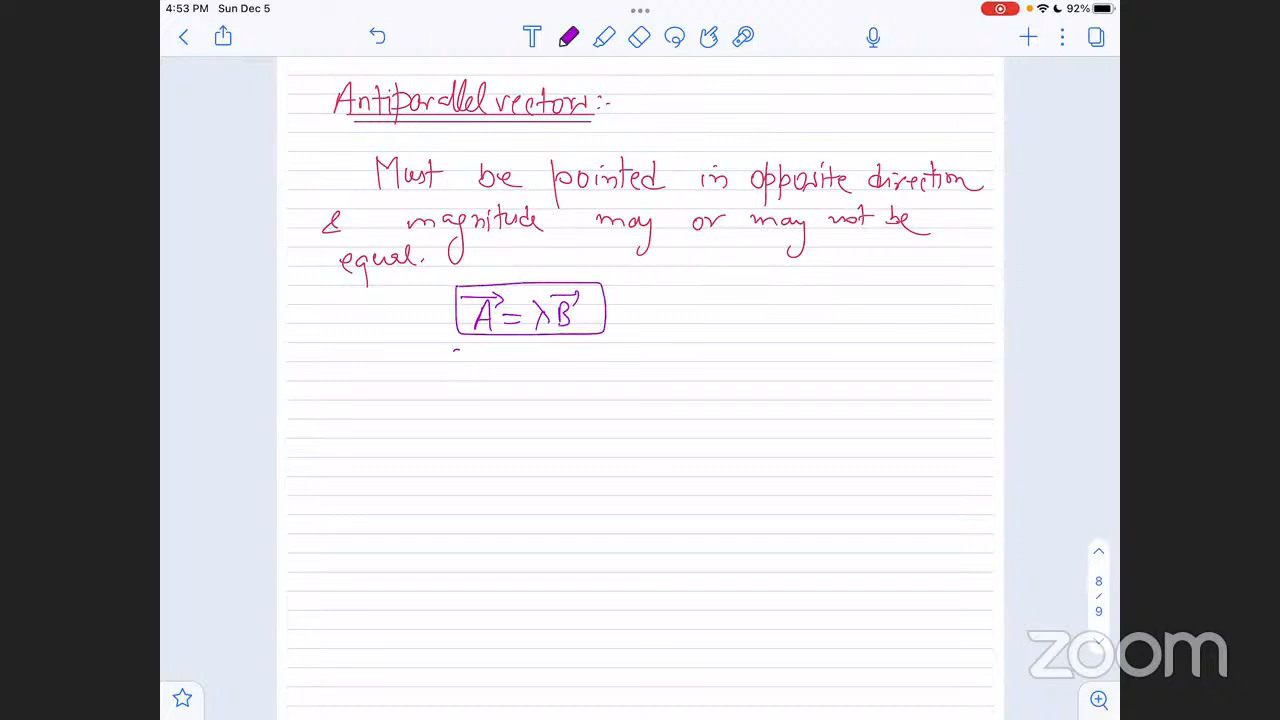 4:53 PM Sun Dec 5
92%
T
Antiparallel vectors:-
Must be pointed in opposite direction
& magnitude may or may not be
equal.
A⃗ = λB⃗
8
/
9
zoom